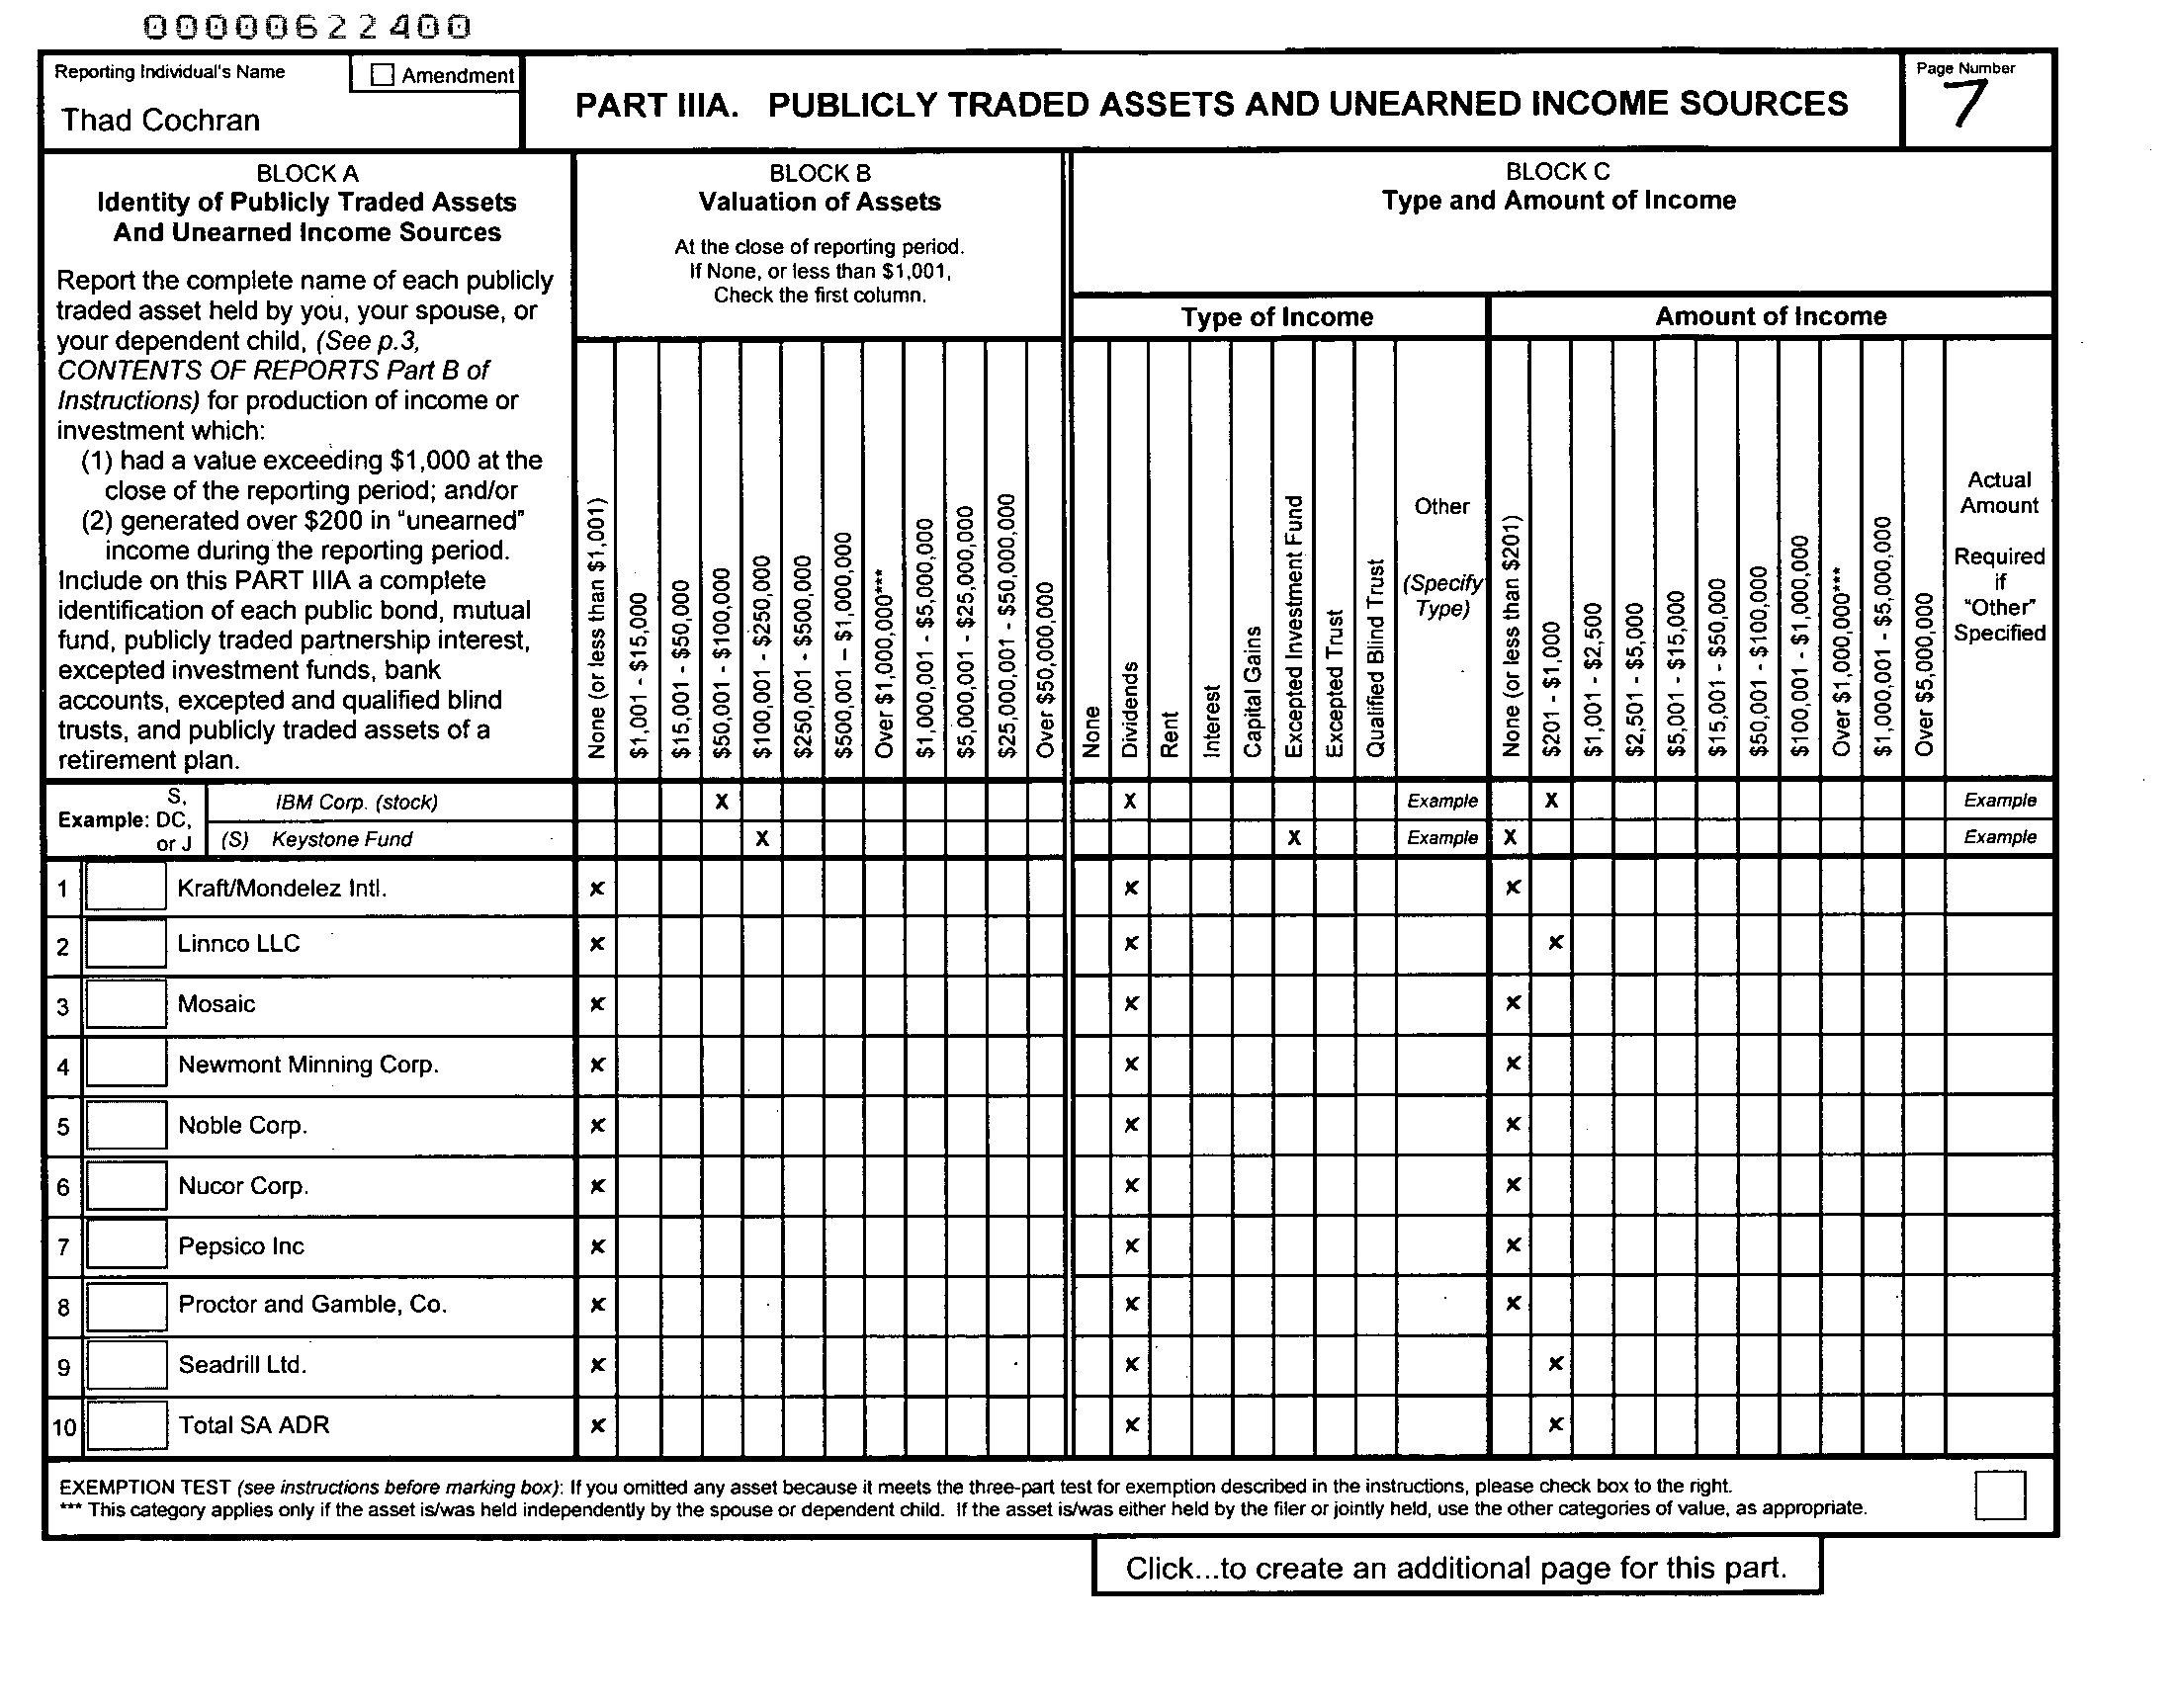 00000622400
Reporting Individual's Name
Amendment
Thad Cochran
PART IIIA. PUBLICLY TRADED ASSETS AND UNEARNED INCOME SOURCES
Page Number
7
BLOCK A
Identity of Publicly Traded Assets
And Unearned Income Sources
Report the complete name of each publicly
traded asset held by you, your spouse, or
your dependent child, (See p.3,
CONTENTS OF REPORTS Part B of
Instructions) for production of income or
investment which:
(1) had a value exceeding $1,000 at the
close of the reporting period; and/or
(2) generated over $200 in "unearned"
income during the reporting period.
Include on this PART IIIA a complete
identification of each public bond, mutual
fund, publicly traded partnership interest,
excepted investment funds, bank
accounts, excepted and qualified blind
trusts, and publicly traded assets of a
retirement plan.
BLOCK B
Valuation of Assets
At the close of reporting period.
If None, or less than $1,001,
Check the first column.
BLOCK C
Type and Amount of Income
Type of Income
Amount of Income
None (or less than $1,001)
$1,001 - $15,000
$15,001 - $50,000
$50,001 - $100,000
$100,001 - $250,000
$250,001 - $500,000
$500,001 – $1,000,000
Over $1,000,000***
$1,000,001 - $5,000,000
$5,000,001 - $25,000,000
$25,000,001 - $50,000,000
Over $50,000,000
None
Dividends
Rent
Interest
Capital Gains
Excepted Investment Fund
Excepted Trust
Qualified Blind Trust
Other
(Specify
Type)
None (or less than $201)
$201 - $1,000
$1,001 - $2,500
$2,501 - $5,000
$5,001 - $15,000
$15,001 - $50,000
$50,001 - $100,000
$100,001 - $1,000,000
Over $1,000,000***
$1,000,001 - $5,000,000
Over $5,000,000
Actual
Amount
Required
if
"Other"
Specified
Example:
S,
DC,
or J
IBM Corp. (stock) X X Example X Example
(S) Keystone Fund X X Example X Example
1 Kraft/Mondelez Intl. x x x
2 Linnco LLC x x x
3 Mosaic x x x
4 Newmont Minning Corp. x x x
5 Noble Corp. x x x
6 Nucor Corp. x x x
7 Pepsico Inc x x x
8 Proctor and Gamble, Co. x x x
9 Seadrill Ltd. x x x
10 Total SA ADR x x x
EXEMPTION TEST (see instructions before marking box): If you omitted any asset because it meets the three-part test for exemption described in the instructions, please check box to the right.
*** This category applies only if the asset is/was held independently by the spouse or dependent child. If the asset is/was either held by the filer or jointly held, use the other categories of value, as appropriate.
Click...to create an additional page for this part.